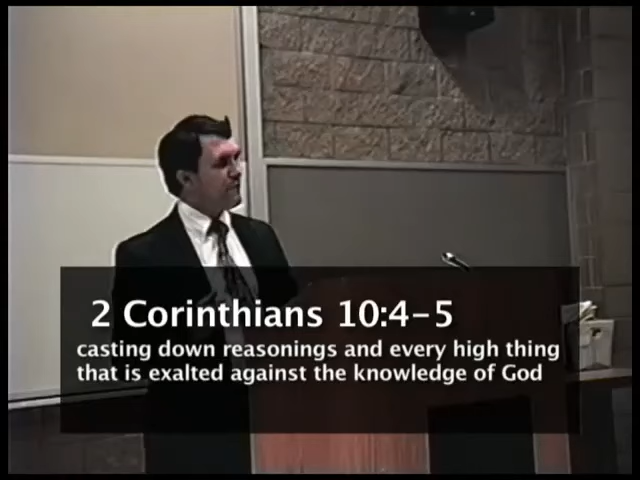 2 Corinthians 10:4-5
casting down reasonings and every high thing
that is exalted against the knowledge of God